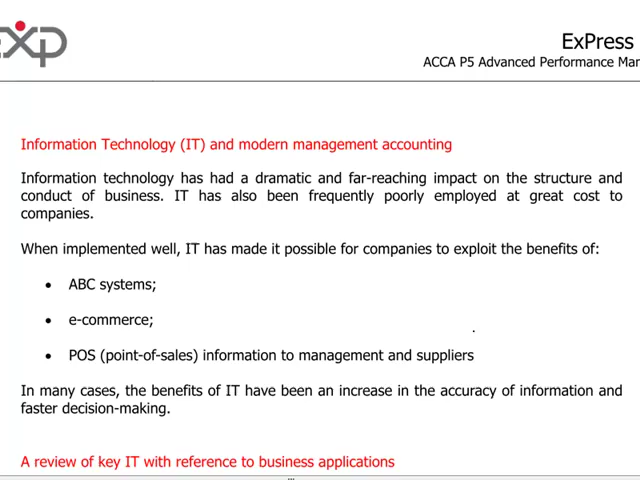 exp
ExPress
ACCA P5 Advanced Performance Man
Information Technology (IT) and modern management accounting
Information technology has had a dramatic and far-reaching impact on the structure and
conduct of business. IT has also been frequently poorly employed at great cost to
companies.
When implemented well, IT has made it possible for companies to exploit the benefits of:
• ABC systems;
• e-commerce;
• POS (point-of-sales) information to management and suppliers
In many cases, the benefits of IT have been an increase in the accuracy of information and
faster decision-making.
A review of key IT with reference to business applications